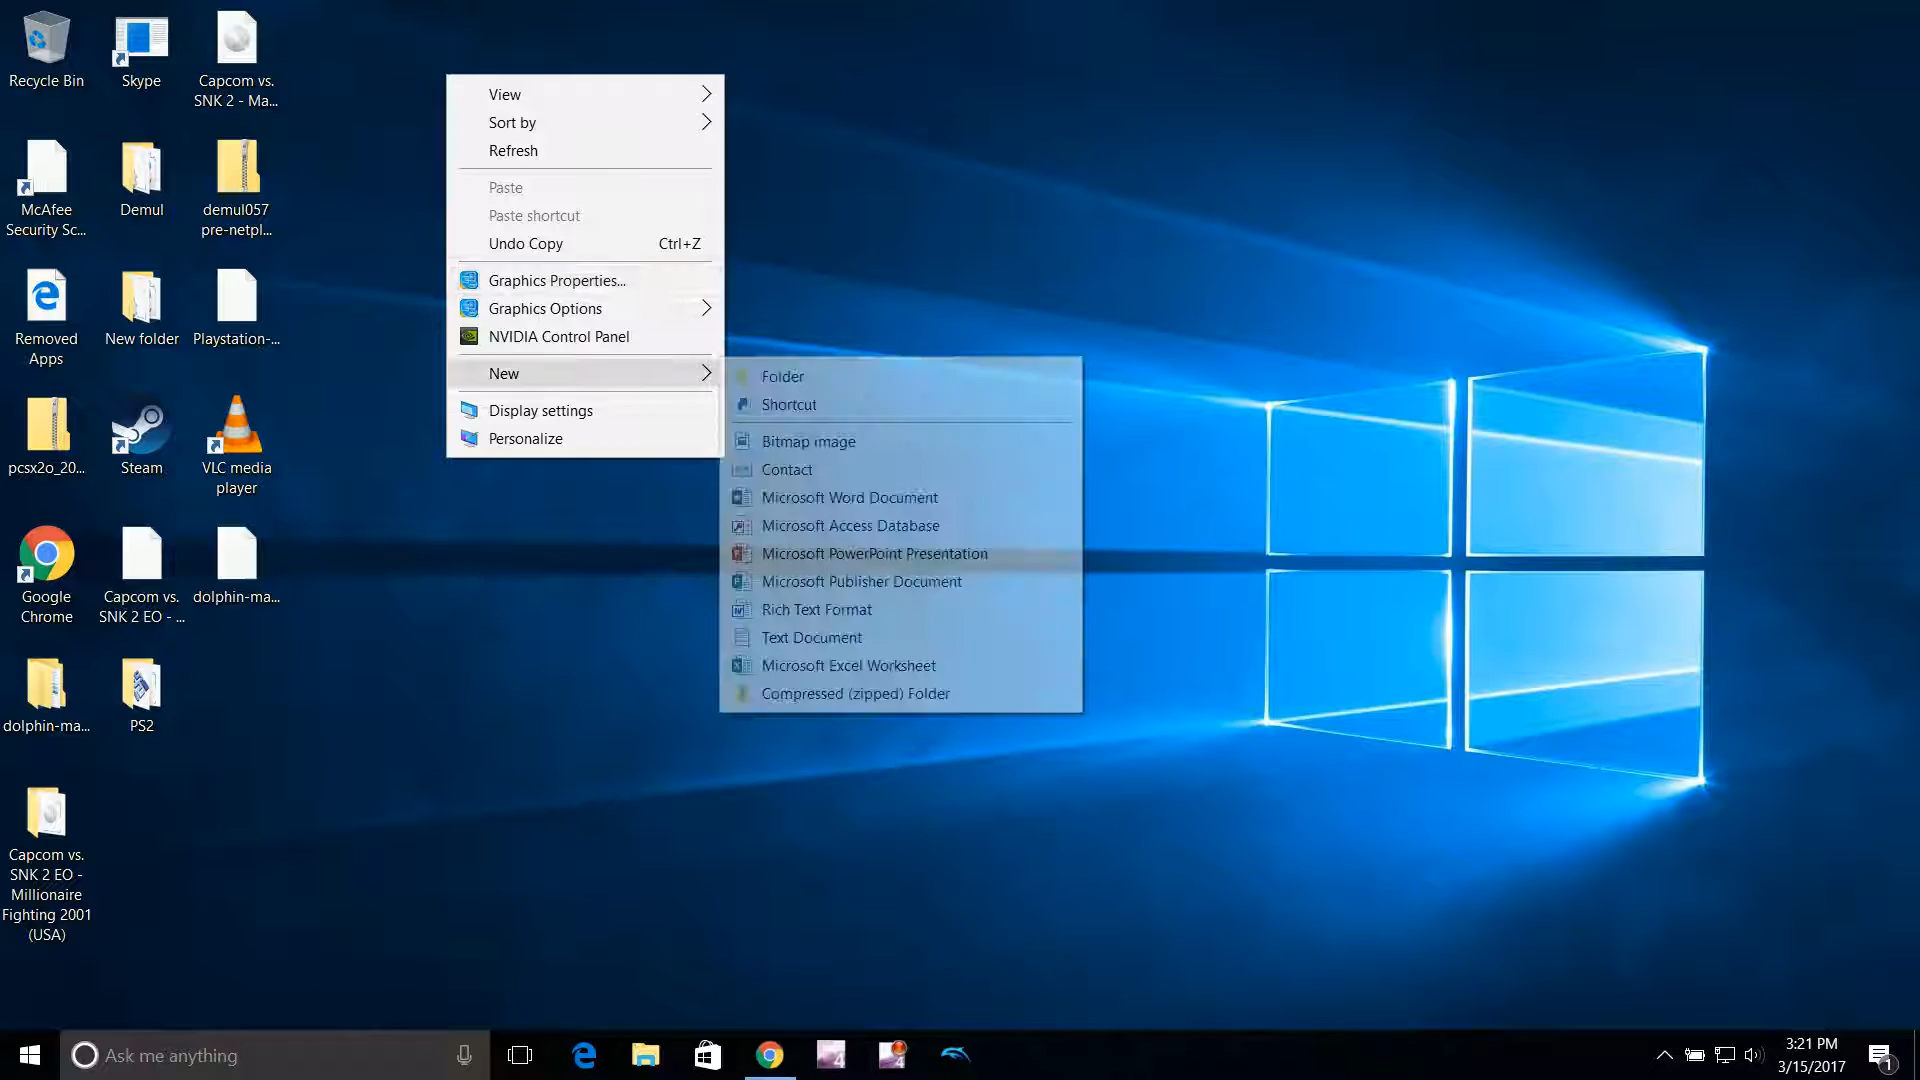 Recycle Bin
Skype
Capcom vs.
SNK 2 - Ma...
McAfee
Security Sc...
Demul
demul057
pre-netpl...
Removed
Apps
New folder
Playstation-...
pcsx2o_20...
Steam
VLC media
player
Google
Chrome
Capcom vs.
SNK 2 EO - ...
dolphin-ma...
dolphin-ma...
PS2
Capcom vs.
SNK 2 EO -
Millionaire
Fighting 2001
(USA)
View
Sort by
Refresh
Paste
Paste shortcut
Undo Copy Ctrl+Z
Graphics Properties...
Graphics Options
NVIDIA Control Panel
New
Display settings
Personalize
Folder
Shortcut
Bitmap image
Contact
Microsoft Word Document
Microsoft Access Database
Microsoft PowerPoint Presentation
Microsoft Publisher Document
Rich Text Format
Text Document
Microsoft Excel Worksheet
Compressed (zipped) Folder
Ask me anything
4
4
3:21 PM
3/15/2017
1